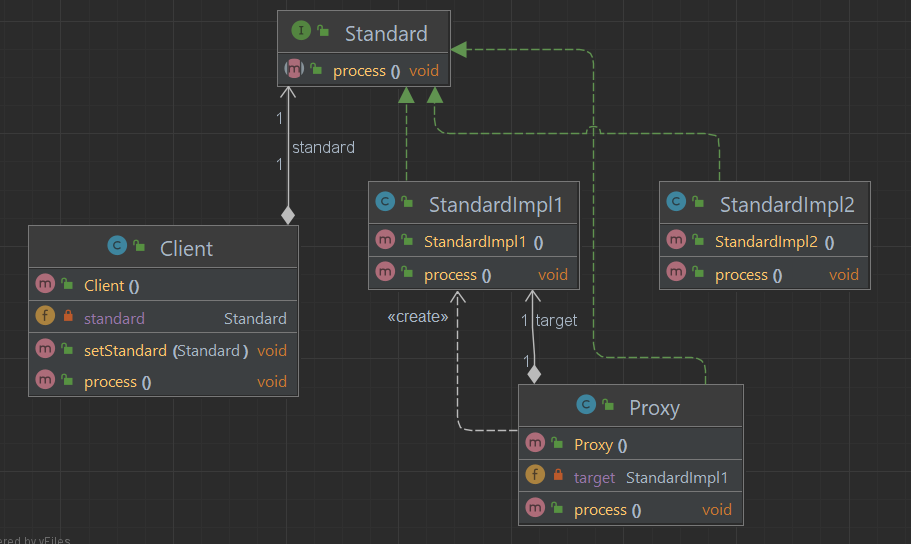 I Standard
m process () void
1
standard
1
C StandardImpl1
m StandardImpl1 ()
m process () void
C StandardImpl2
m StandardImpl2 ()
m process () void
C Client
m Client ()
f standard Standard
m setStandard (Standard) void
m process () void
«create»
1 target
1
C Proxy
m Proxy ()
f target StandardImpl1
m process () void
ered by yFiles